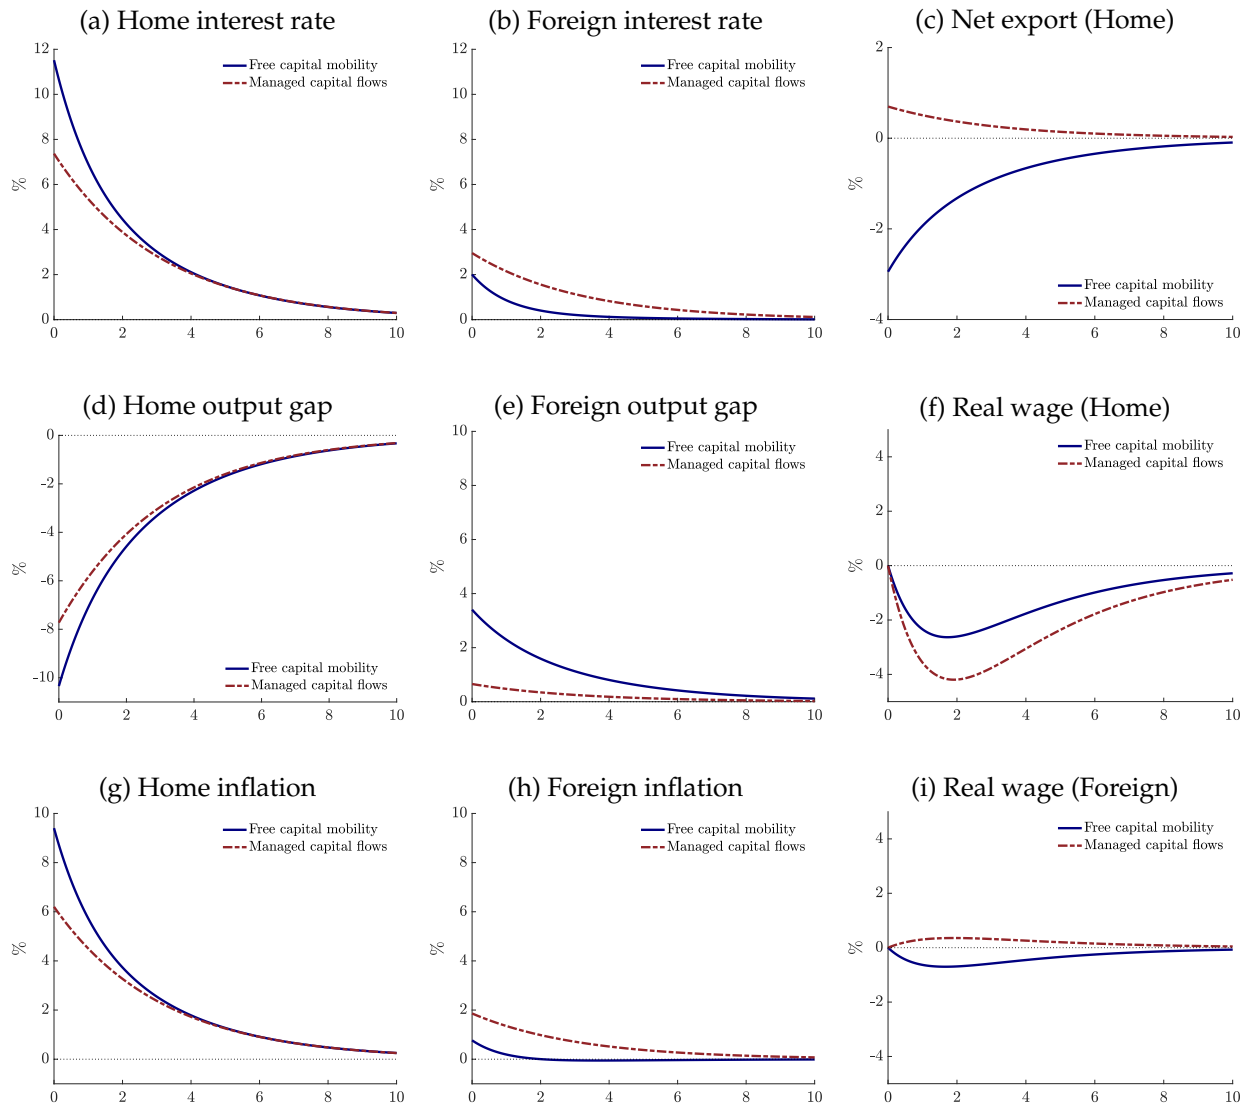 (a) Home interest rate
12
10
8
6
4
2
0
%
0 2 4 6 8 10
Free capital mobility
Managed capital flows
(b) Foreign interest rate
12
10
8
6
4
2
0
%
0 2 4 6 8 10
Free capital mobility
Managed capital flows
(c) Net export (Home)
2
0
-2
-4
%
0 2 4 6 8 10
Free capital mobility
Managed capital flows
(d) Home output gap
0
-2
-4
-6
-8
-10
%
0 2 4 6 8 10
Free capital mobility
Managed capital flows
(e) Foreign output gap
10
8
6
4
2
0
%
0 2 4 6 8 10
Free capital mobility
Managed capital flows
(f) Real wage (Home)
4
2
0
-2
-4
%
0 2 4 6 8 10
Free capital mobility
Managed capital flows
(g) Home inflation
10
8
6
4
2
0
%
0 2 4 6 8 10
Free capital mobility
Managed capital flows
(h) Foreign inflation
10
8
6
4
2
0
%
0 2 4 6 8 10
Free capital mobility
Managed capital flows
(i) Real wage (Foreign)
4
2
0
-2
-4
%
0 2 4 6 8 10
Free capital mobility
Managed capital flows